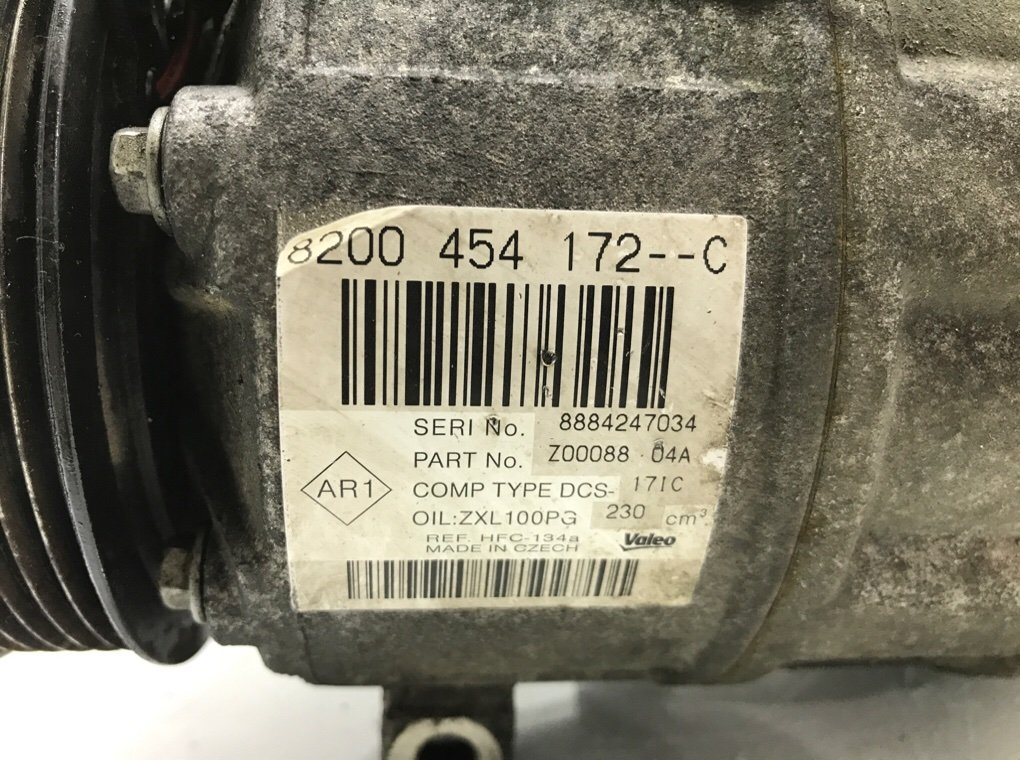 8200 454 172--C
SERI No. 8884247034
PART No. Z00088 04A
AR1
COMP TYPE DCS-17IC
OIL:ZXL100PG 230 cm³
REF. HFC-134a
MADE IN CZECH
Valeo